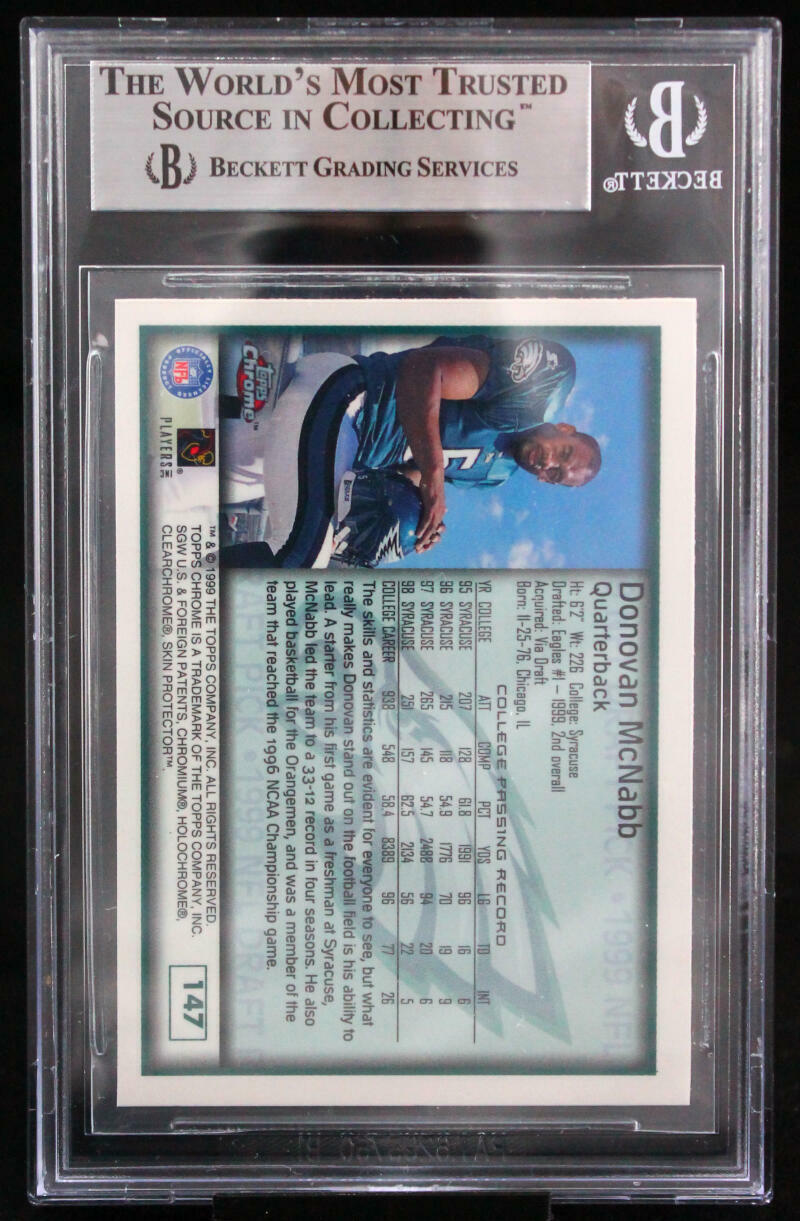 THE WORLD'S MOST TRUSTED
SOURCE IN COLLECTING™
B BECKETT GRADING SERVICES
B
BECKETT®
Topps
Chrome™
NFL
PLAYERS INC
Donovan McNabb
Quarterback
Ht: 6'2" Wt: 226 College: Syracuse
Drafted: Eagles #1 – 1999, 2nd overall
Acquired: Via Draft
Born: 11-25-76, Chicago, IL
COLLEGE PASSING RECORD
YR COLLEGE ATT COMP PCT YDS LG TD INT
95 SYRACUSE 207 128 61.8 1991 96 16 6
96 SYRACUSE 215 118 54.9 1776 70 19 9
97 SYRACUSE 265 145 54.7 2488 94 20 6
98 SYRACUSE 251 157 62.5 2134 56 22 5
COLLEGE CAREER 938 548 58.4 8389 96 77 26
The skills and statistics are evident for everyone to see, but what
really makes Donovan stand out on the football field is his ability to
lead. A starter from his first game as a freshman at Syracuse,
McNabb led the team to a 33-12 record in four seasons. He also
played basketball for the Orangemen, and was a member of the
team that reached the 1996 NCAA Championship game.
™ & © 1999 THE TOPPS COMPANY, INC. ALL RIGHTS RESERVED.
TOPPS CHROME IS A TRADEMARK OF THE TOPPS COMPANY, INC.
SGW U.S. & FOREIGN PATENTS, CHROMIUM®, HOLOCHROME®,
CLEARCHROME®, SKIN PROTECTOR™.
147